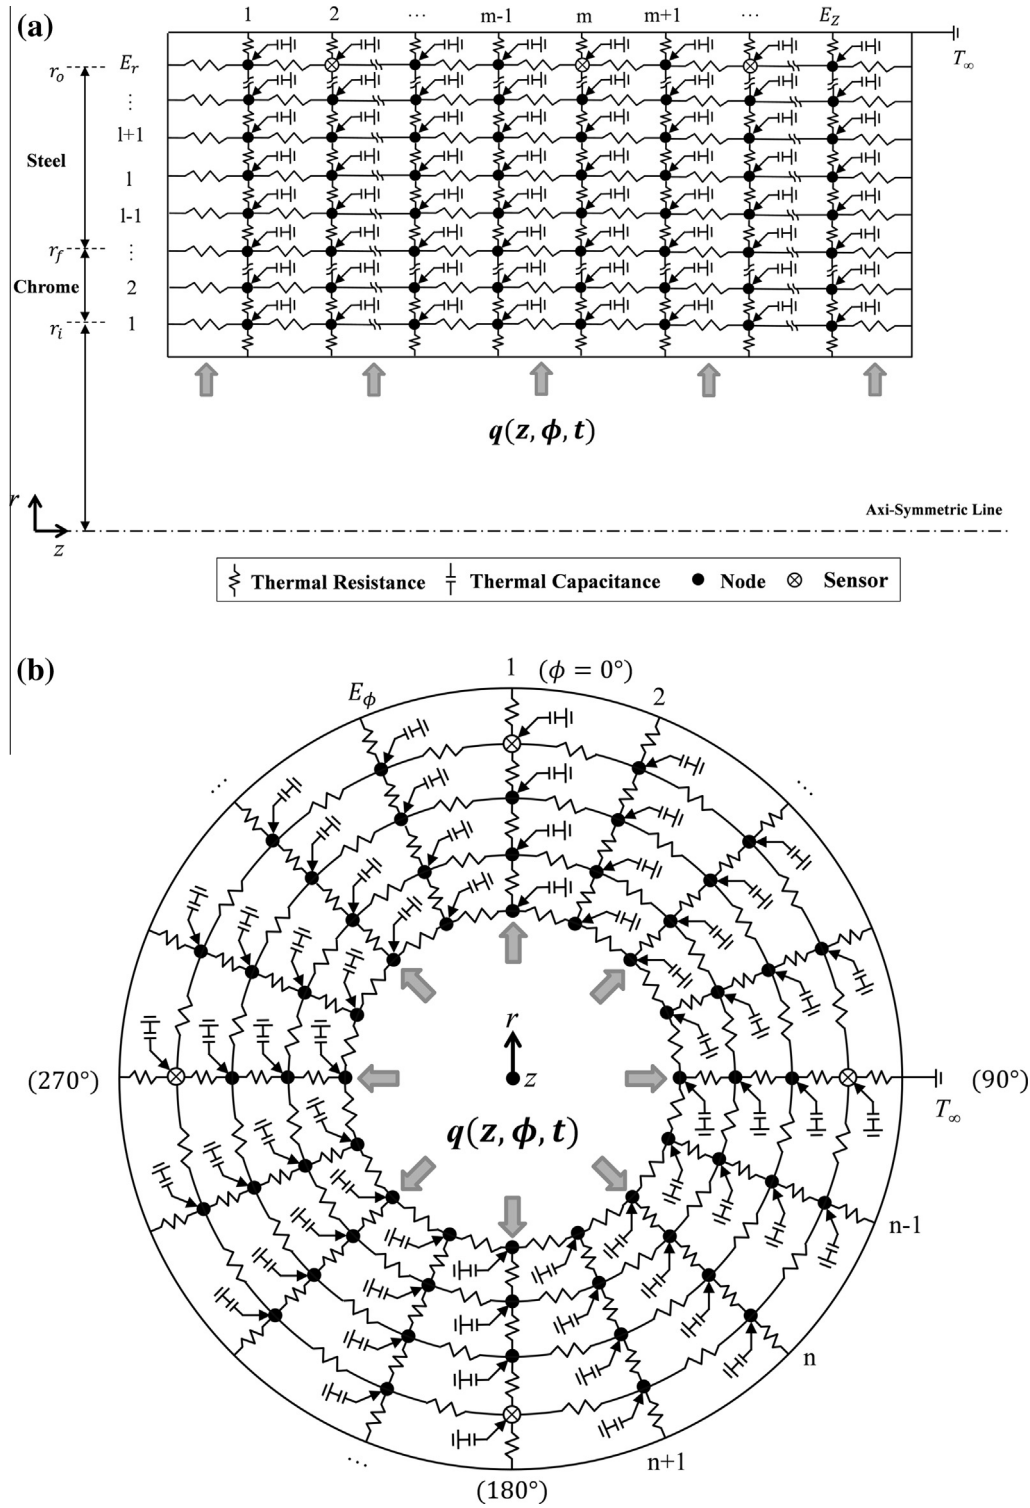 (a)
1 2 ⋯ m-1 m m+1 ⋯ E_Z
T_∞
r_o E_r
⋮
l+1
Steel
l
l-1
r_f ⋮
Chrome 2
r_i 1
q(z, ϕ, t)
r
z
Axi-Symmetric Line
Thermal Resistance Thermal Capacitance Node Sensor
(b)
1 (ϕ = 0°)
E_ϕ 2
⋯ ⋯
r
z
(270°) (90°)
T_∞
q(z, ϕ, t)
n-1
n
n+1
⋯
(180°)